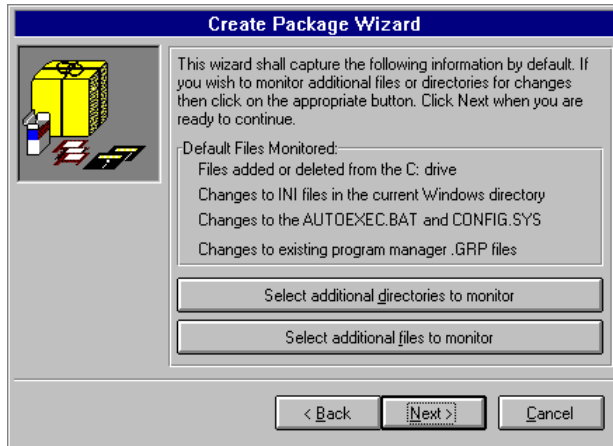 Create Package Wizard
This wizard shall capture the following information by default. If
you wish to monitor additional files or directories for changes
then click on the appropriate button. Click Next when you are
ready to continue.
Default Files Monitored:
Files added or deleted from the C: drive
Changes to INI files in the current Windows directory
Changes to the AUTOEXEC.BAT and CONFIG.SYS
Changes to existing program manager .GRP files
Select additional directories to monitor
Select additional files to monitor
< Back Next > Cancel